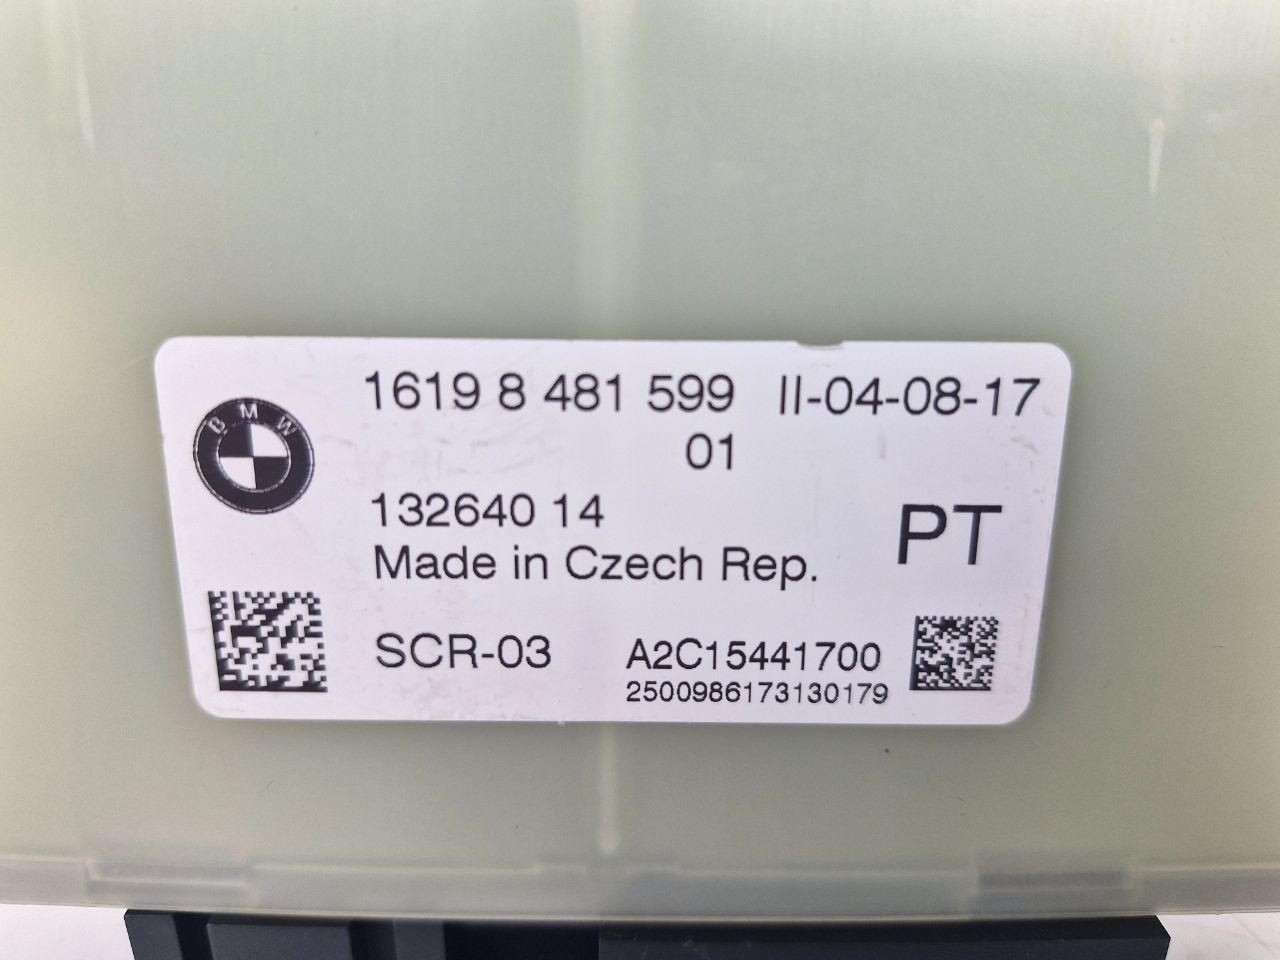 1619 8 481 599 II-04-08-17
01
BMW
132640 14
PT
Made in Czech Rep.
SCR-03 A2C15441700
2500986173130179